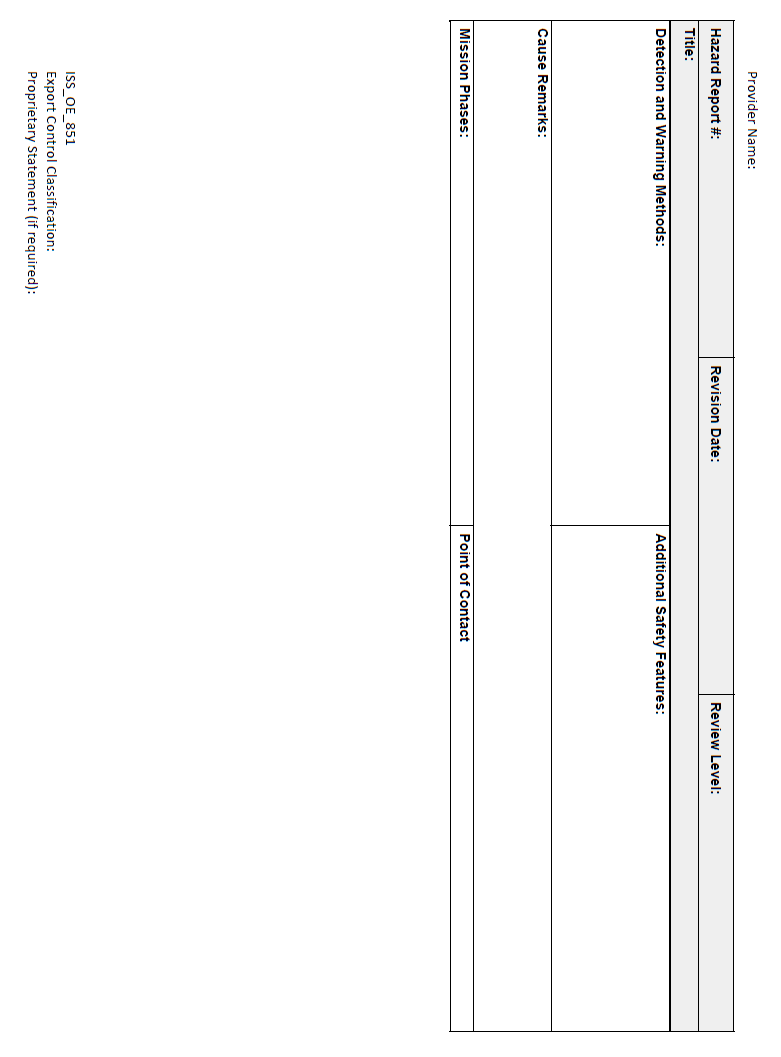 Provider Name:
Hazard Report #:
Revision Date:
Review Level:
Title:
Detection and Warning Methods:
Additional Safety Features:
Cause Remarks:
Mission Phases:
Point of Contact
ISS_OE_851
Export Control Classification:
Proprietary Statement (if required):